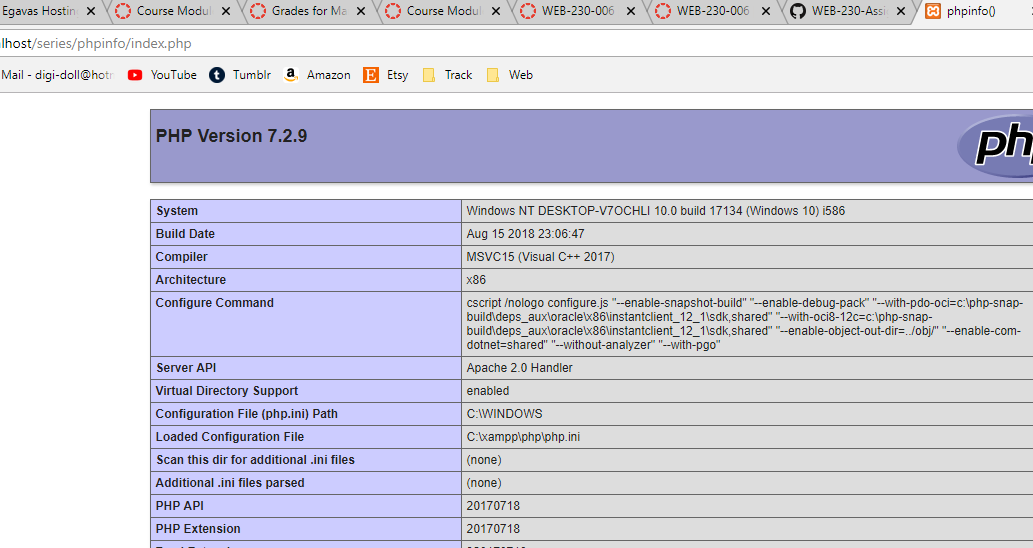 Egavas Hostin
Course Modul
Grades for Ma
Course Modul
WEB-230-006
WEB-230-006
WEB-230-Assi
phpinfo()
lhost/series/phpinfo/index.php
Mail - digi-doll@hotm
YouTube
Tumblr
Amazon
Etsy
Track
Web
PHP Version 7.2.9
php
System
Windows NT DESKTOP-V7OCHLI 10.0 build 17134 (Windows 10) i586
Build Date
Aug 15 2018 23:06:47
Compiler
MSVC15 (Visual C++ 2017)
Architecture
x86
Configure Command
cscript /nologo configure.js "--enable-snapshot-build" "--enable-debug-pack" "--with-pdo-oci=c:\php-snap-
build\deps_aux\oracle\x86\instantclient_12_1\sdk,shared" "--with-oci8-12c=c:\php-snap-
build\deps_aux\oracle\x86\instantclient_12_1\sdk,shared" "--enable-object-out-dir=../obj/" "--enable-com-
dotnet=shared" "--without-analyzer" "--with-pgo"
Server API
Apache 2.0 Handler
Virtual Directory Support
enabled
Configuration File (php.ini) Path
C:\WINDOWS
Loaded Configuration File
C:\xampp\php\php.ini
Scan this dir for additional .ini files
(none)
Additional .ini files parsed
(none)
PHP API
20170718
PHP Extension
20170718